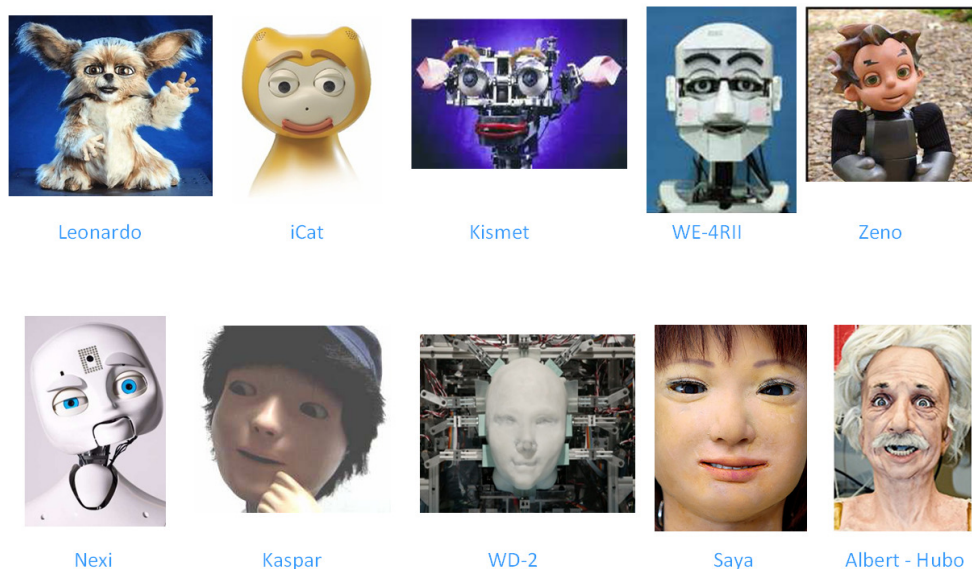 Leonardo
iCat
Kismet
WE-4RII
Zeno
Nexi
Kaspar
WD-2
Saya
Albert - Hubo